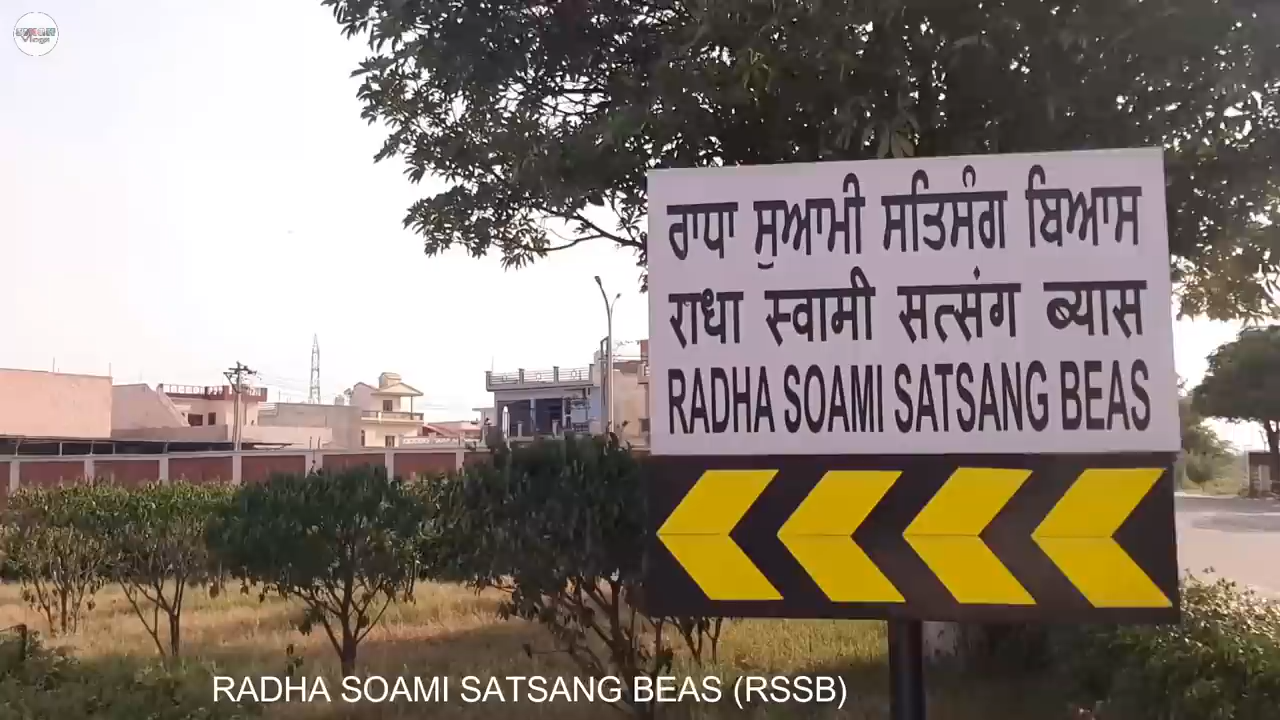 ਰਾਧਾ ਸੁਆਮੀ ਸਤਿਸੰਗ ਬਿਆਸ
राधा स्वामी सत्संग ब्यास
RADHA SOAMI SATSANG BEAS
RADHA SOAMI SATSANG BEAS (RSSB)